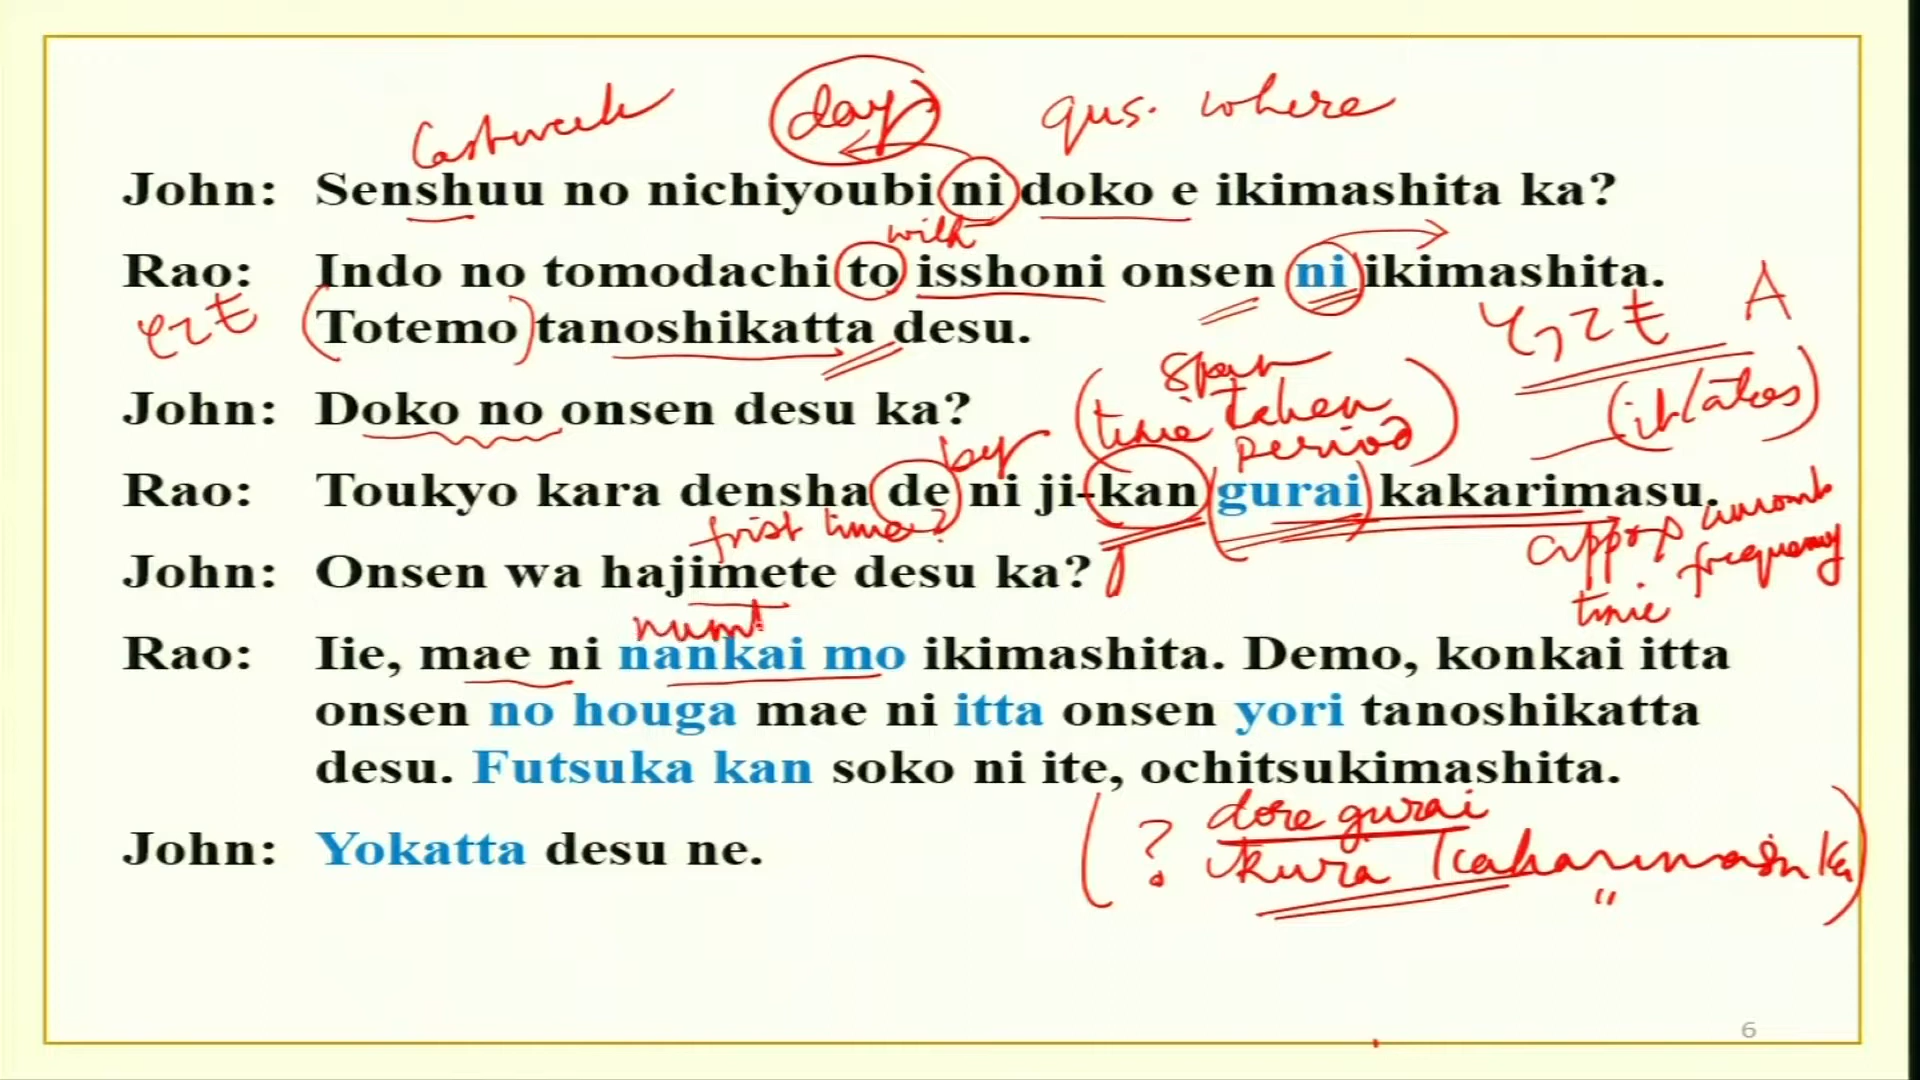 Last week day qus. where
John: Senshuu no nichiyoubi ni doko e ikimashita ka?
with
Rao: Indo no tomodachi to isshoni onsen ni ikimashita.
A
(Totemo) tanoshikatta desu.
span
John: Doko no onsen desu ka?
(time taken period)
by
Rao: Toukyo kara densha de ni ji-kan gurai kakarimasu.
first time?
approx amount
frequency
time
John: Onsen wa hajimete desu ka?
Rao: Iie, mae ni nankai mo ikimashita. Demo, konkai itta
onsen no houga mae ni itta onsen yori tanoshikatta
desu. Futsuka kan soko ni ite, ochitsukimashita.
dore gurai
John: Yokatta desu ne.
?
6